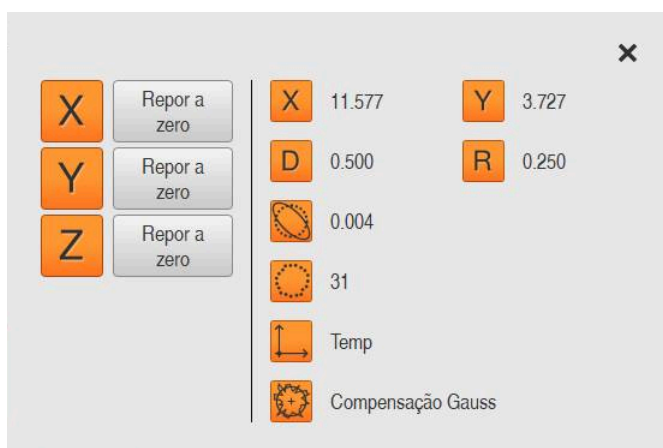 X
Repor a
zero
Y
Repor a
zero
Z
Repor a
zero
X 11.577 Y 3.727
D 0.500 R 0.250
0.004
31
Temp
Compensação Gauss